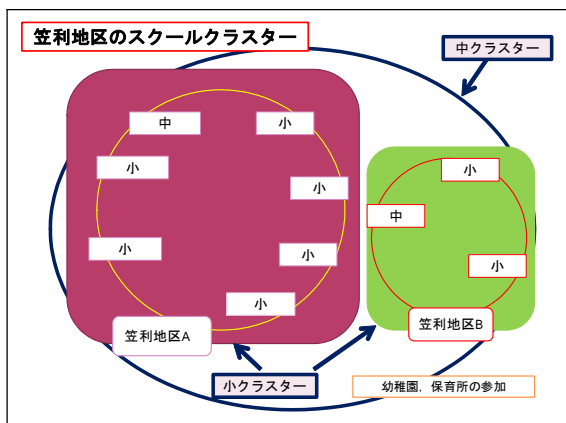 笠利地区のスクールクラスター
中クラスター
中
小
小
小
小
小
小
笠利地区A
小
中
小
笠利地区B
小クラスター
幼稚園，保育所の参加